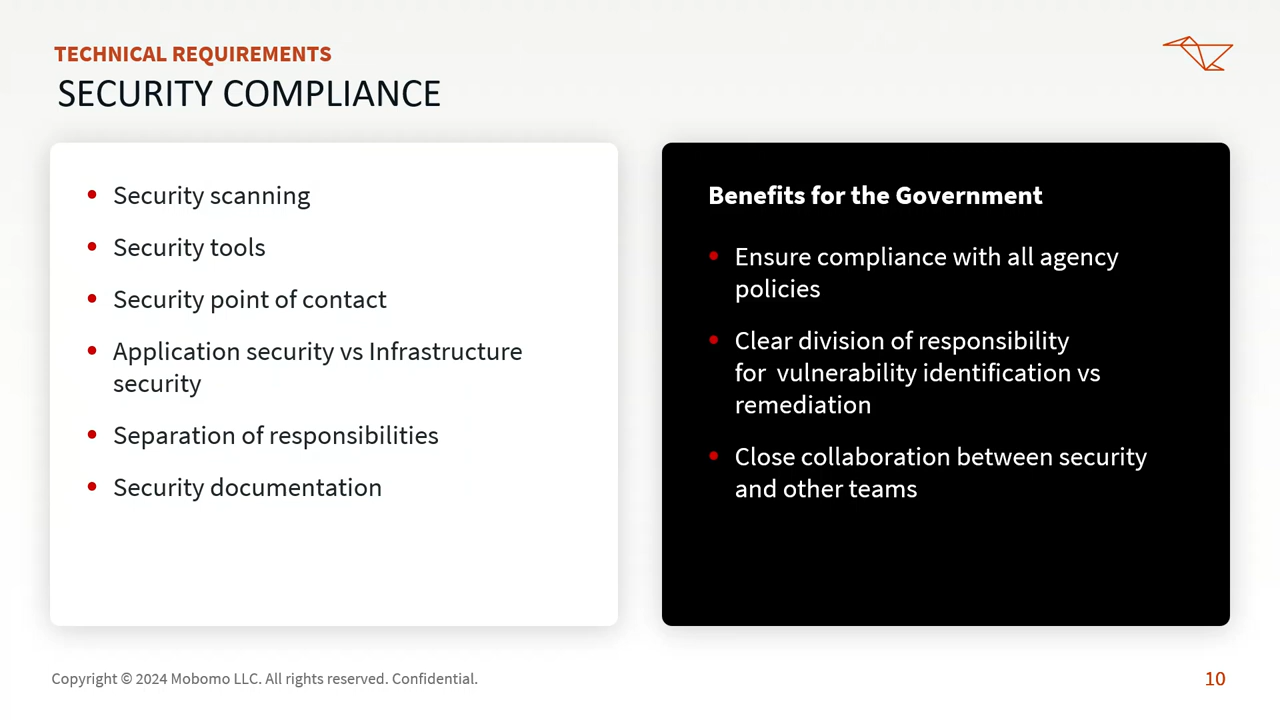 TECHNICAL REQUIREMENTS
SECURITY COMPLIANCE
• Security scanning
• Security tools
• Security point of contact
• Application security vs Infrastructure
security
• Separation of responsibilities
• Security documentation
Benefits for the Government
• Ensure compliance with all agency
policies
• Clear division of responsibility
for  vulnerability identification vs
remediation
• Close collaboration between security
and other teams
Copyright © 2024 Mobomo LLC. All rights reserved. Confidential.
10